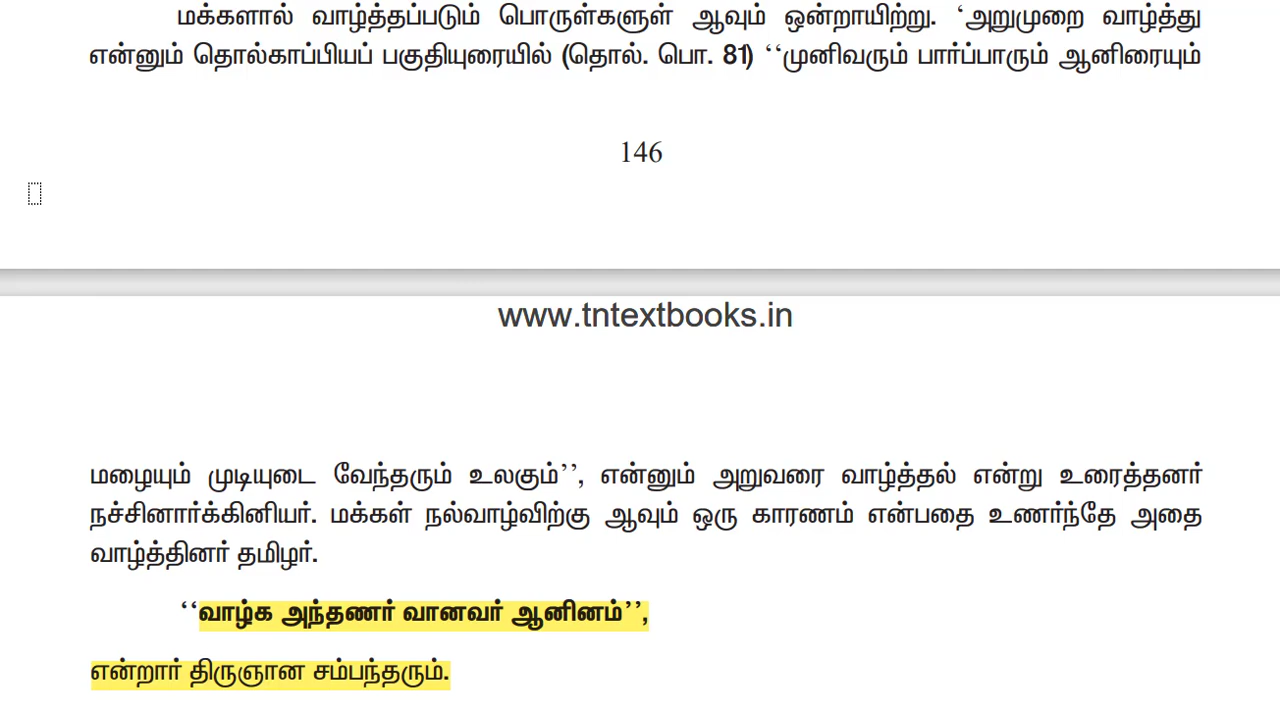 மக்களால் வாழ்த்தப்படும் பொருள்களுள் ஆவும் ஒன்றாயிற்று. ‘அறுமுறை வாழ்த்து
என்னும் தொல்காப்பியப் பகுதியுரையில் (தொல். பொ. 81) ‘‘முனிவரும் பார்ப்பாரும் ஆனிரையும்
146
www.tntextbooks.in
மழையும் முடியுடை வேந்தரும் உலகும்’’, என்னும் அறுவரை வாழ்த்தல் என்று உரைத்தனர்
நச்சினார்க்கினியர். மக்கள் நல்வாழ்விற்கு ஆவும் ஒரு காரணம் என்பதை உணர்ந்தே அதை
வாழ்த்தினர் தமிழர்.
‘‘வாழ்க அந்தணர் வானவர் ஆனினம்’’,
என்றார் திருஞான சம்பந்தரும்.